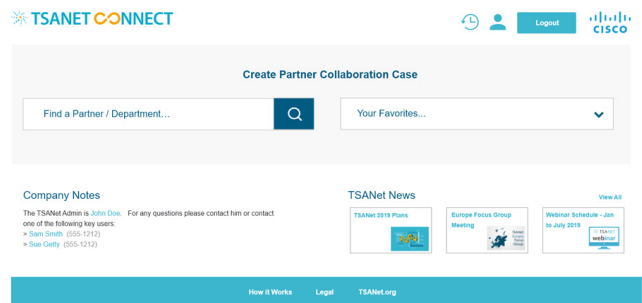 TSANET CONNECT
Logout
CISCO
Create Partner Collaboration Case
Find a Partner / Department...
Your Favorites...
Company Notes
The TSANet Admin is John Doe. For any questions please contact him or contact
one of the following key users:
> Sam Smith (555-1212)
> Sue Getty (555-1212)
TSANet News
View All
TSANet 2019 Plans
Europe Focus Group
Meeting
Webinar Schedule - Jan
to July 2019
TSANET
webinar
How it Works Legal TSANet.org